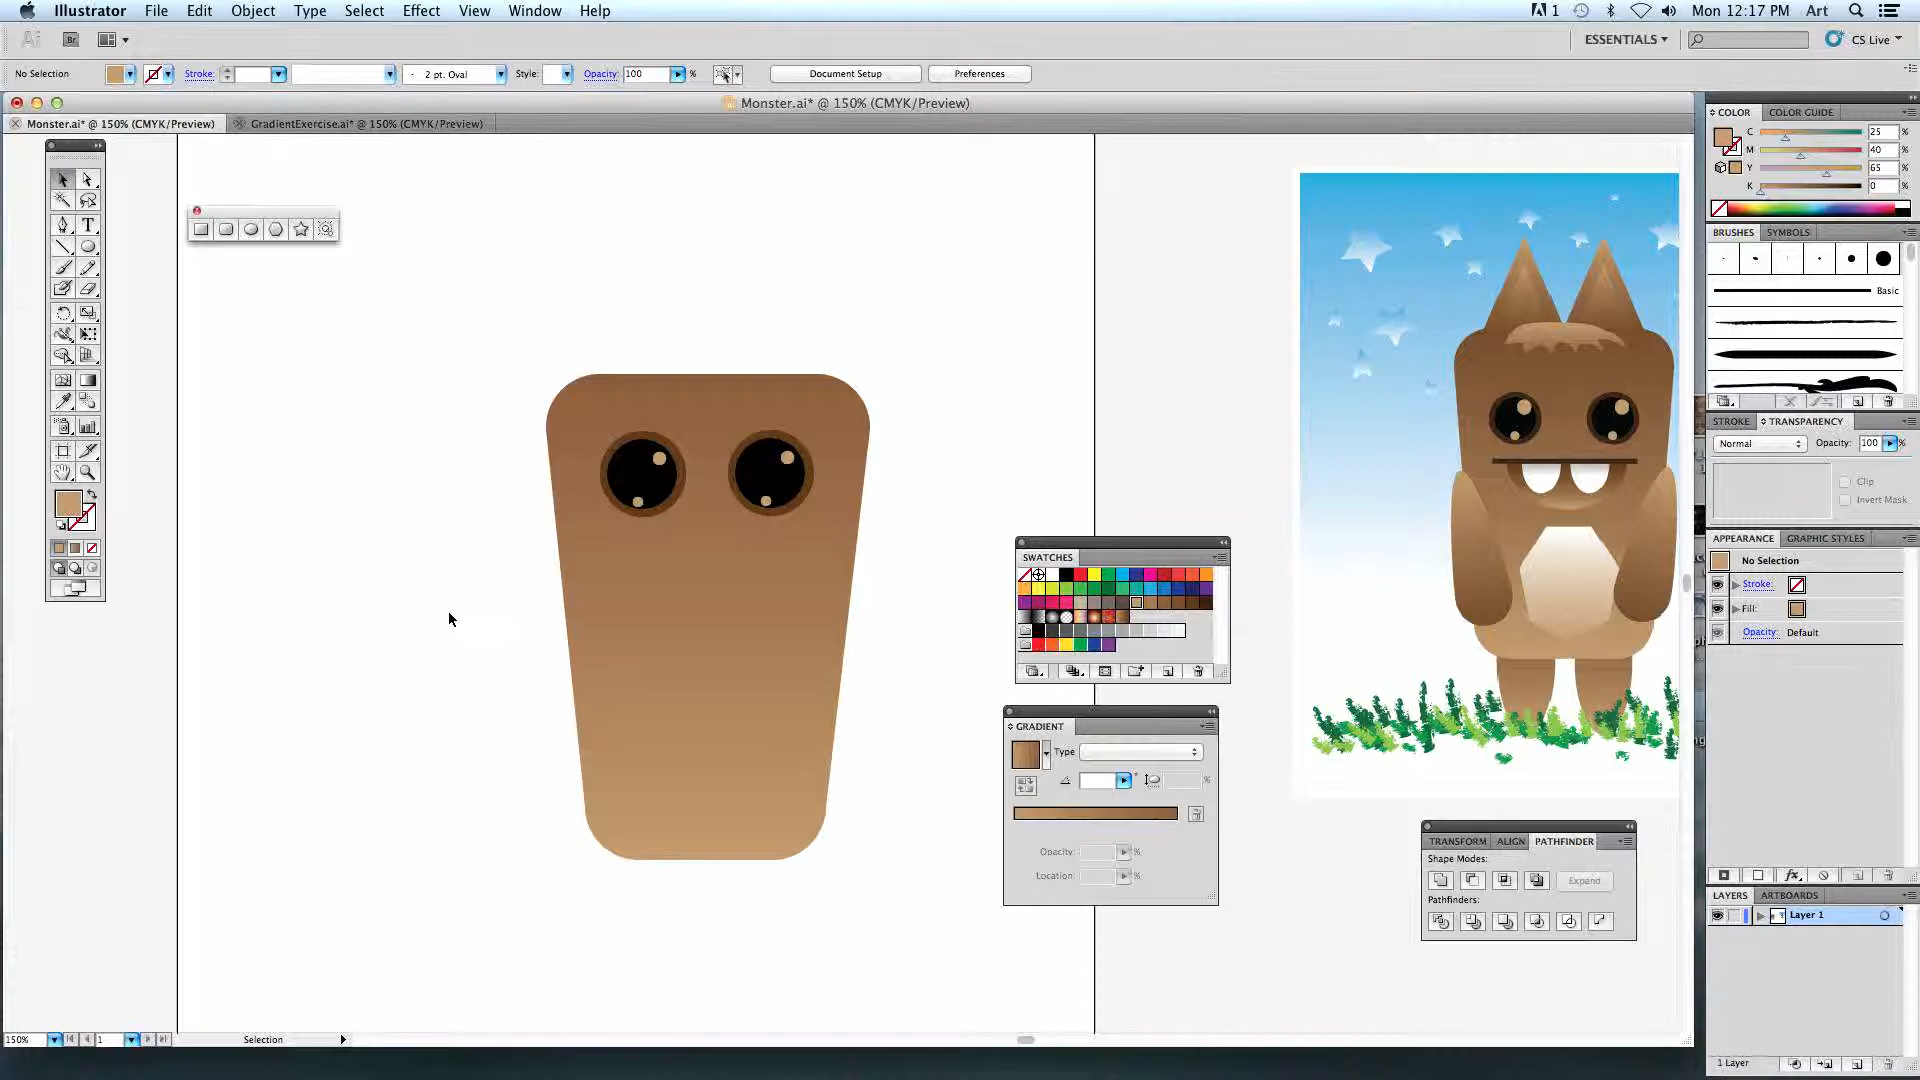 Illustrator File Edit Object Type Select Effect View Window Help
1 Mon 12:17 PM Art
Ai Br
ESSENTIALS CS Live
No Selection Stroke: 2 pt. Oval Style: Opacity: 100 % Document Setup Preferences
Monster.ai* @ 150% (CMYK/Preview)
Monster.ai* @ 150% (CMYK/Preview) GradientExercise.ai* @ 150% (CMYK/Preview)
COLOR COLOR GUIDE
C 25 %
M 40 %
Y 65 %
K 0 %
BRUSHES SYMBOLS
Basic
STROKE TRANSPARENCY
Normal Opacity: 100 %
Clip
Invert Mask
APPEARANCE GRAPHIC STYLES
No Selection
Stroke:
Fill:
Opacity: Default
SWATCHES
GRADIENT
Type
°
%
Opacity: %
Location: %
TRANSFORM ALIGN PATHFINDER
Shape Modes:
Expand
Pathfinders:
LAYERS ARTBOARDS
Layer 1
150% 1 Selection
1 Layer